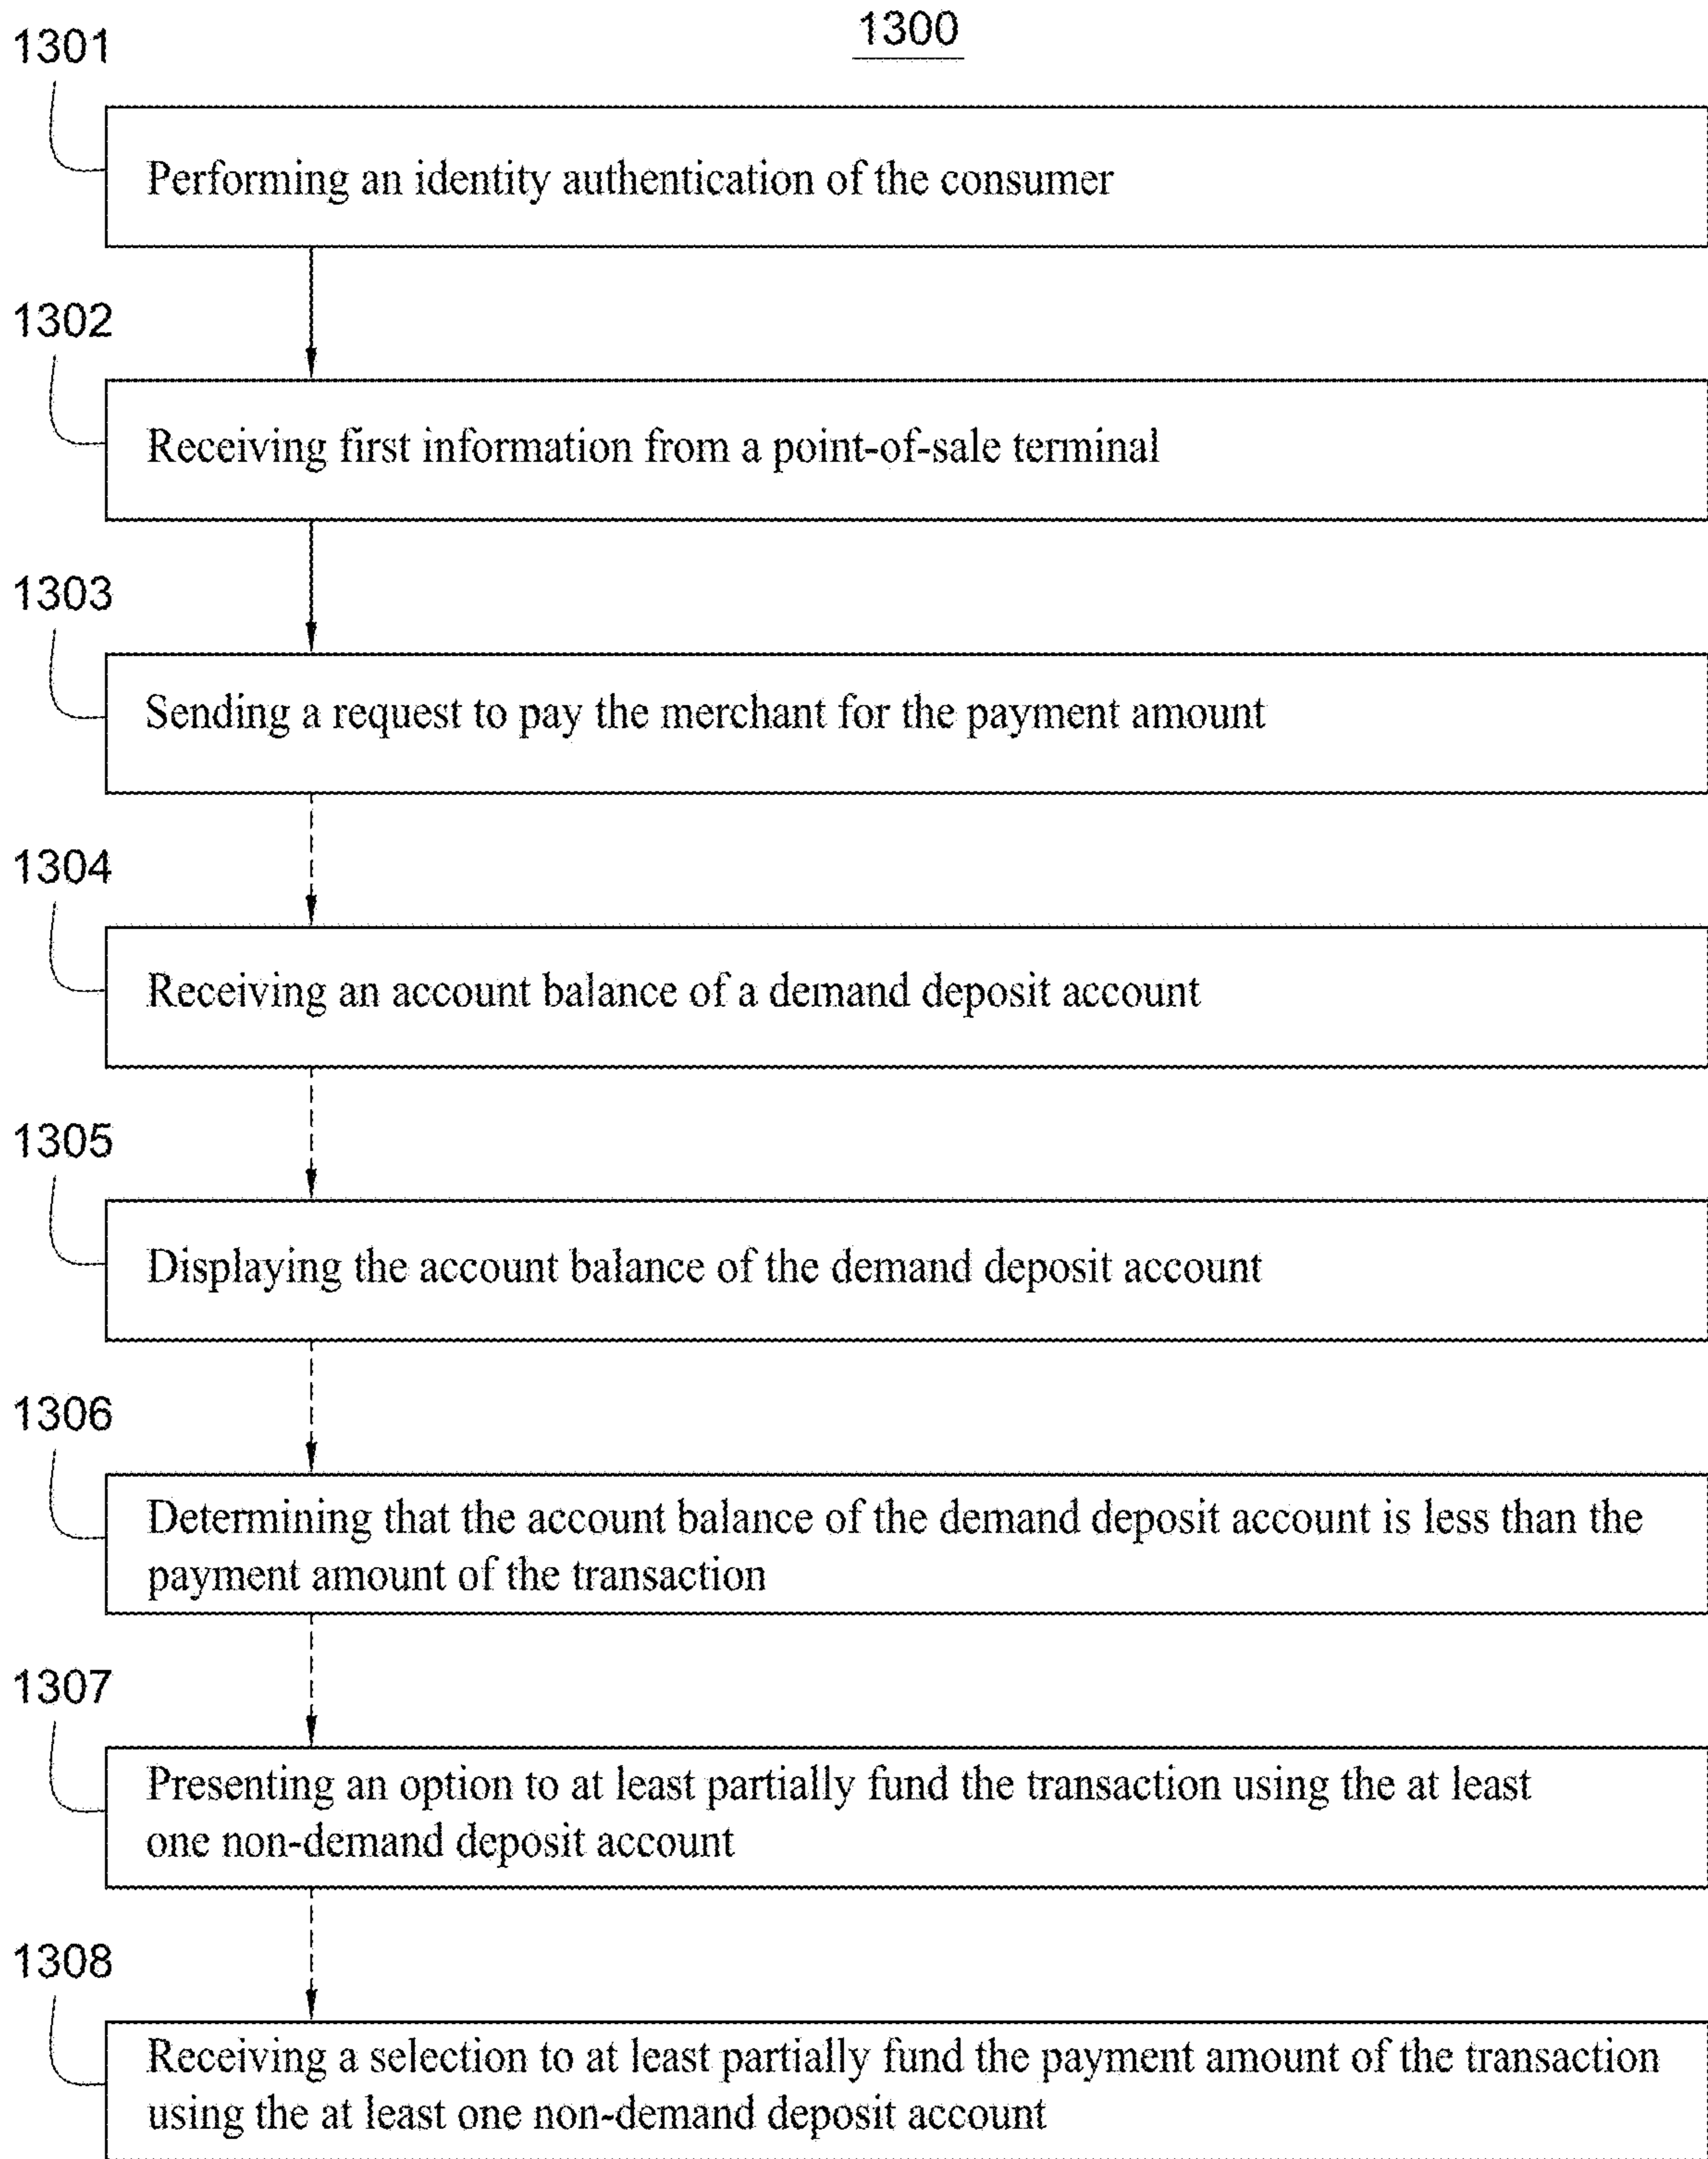 1300
1301
Performing an identity authentication of the consumer
1302
Receiving first information from a point-of-sale terminal
1303
Sending a request to pay the merchant for the payment amount
1304
Receiving an account balance of a demand deposit account
1305
Displaying the account balance of the demand deposit account
1306
Determining that the account balance of the demand deposit account is less than the
payment amount of the transaction
1307
Presenting an option to at least partially fund the transaction using the at least
one non-demand deposit account
1308
Receiving a selection to at least partially fund the payment amount of the transaction
using the at least one non-demand deposit account